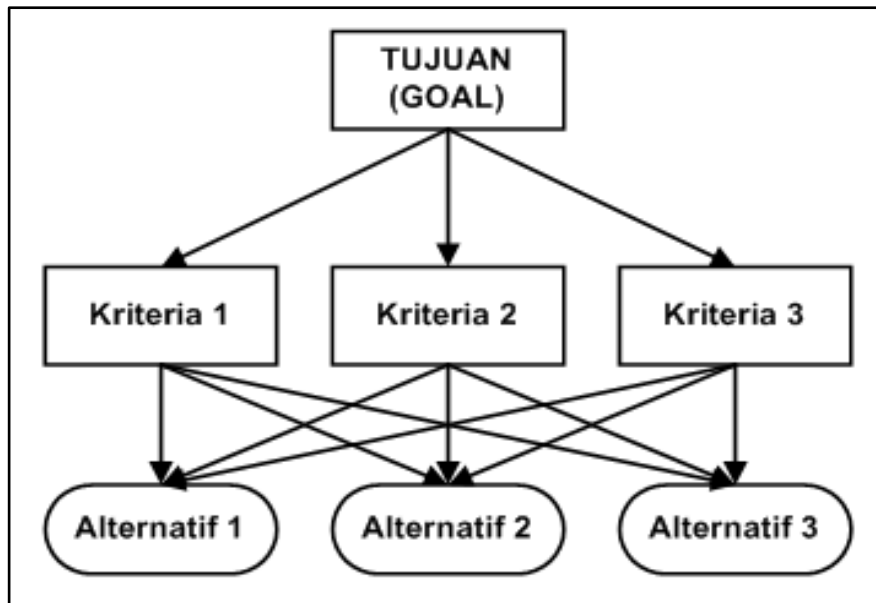 TUJUAN
(GOAL)
Kriteria 1
Kriteria 2
Kriteria 3
Alternatif 1
Alternatif 2
Alternatif 3